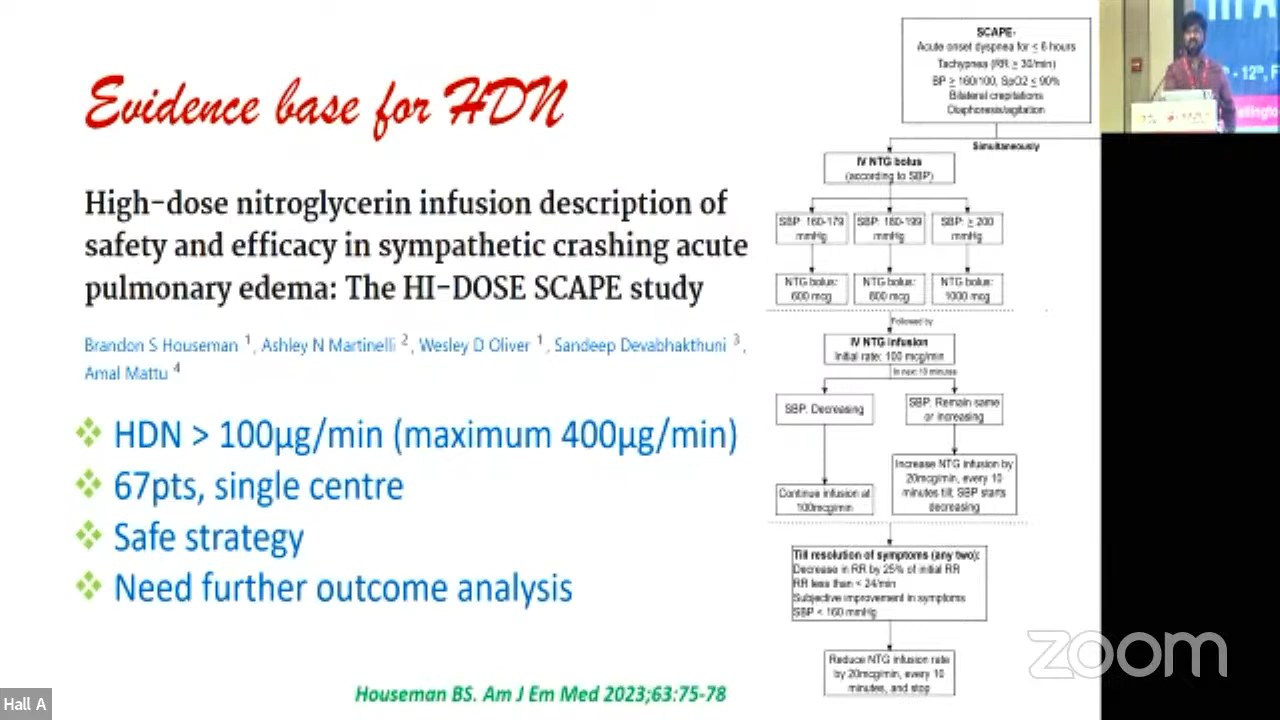 Evidence base for HDN
High-dose nitroglycerin infusion description of
safety and efficacy in sympathetic crashing acute
pulmonary edema: The HI-DOSE SCAPE study
Brandon S Houseman 1, Ashley N Martinelli 2, Wesley D Oliver 1, Sandeep Devabhakthuni 3,
Amal Mattu 4
HDN > 100µg/min (maximum 400µg/min)
67pts, single centre
Safe strategy
Need further outcome analysis
Houseman BS. Am J Em Med 2023;63:75-78
SCAPE-
Acute onset dyspnea for ≤ 6 hours
Tachypnea (RR ≥ 30/min)
BP ≥ 160/100, SpO2 ≤ 90%
Bilateral crepitations
Diaphoresis/agitation
Simultaneously
IV NTG bolus
(according to SBP)
SBP: 160-179
mmHg
SBP: 180-199
mmHg
SBP: ≥ 200
mmHg
NTG bolus:
600 mcg
NTG bolus:
800 mcg
NTG bolus:
1000 mcg
Followed by
IV NTG infusion
Initial rate: 100 mcg/min
In next 10 minutes
SBP: Decreasing
SBP: Remain same
or increasing
Continue infusion at
100mcg/min
Increase NTG infusion by
20mcg/min, every 10
minutes till; SBP starts
decreasing
Till resolution of symptoms (any two):
Decrease in RR by 25% of initial RR
RR less than < 24/min
Subjective improvement in symptoms
SBP < 160 mmHg
Reduce NTG infusion rate
by 20mcg/min, every 10
minutes, and stop
12th, F
zoom
Hall A